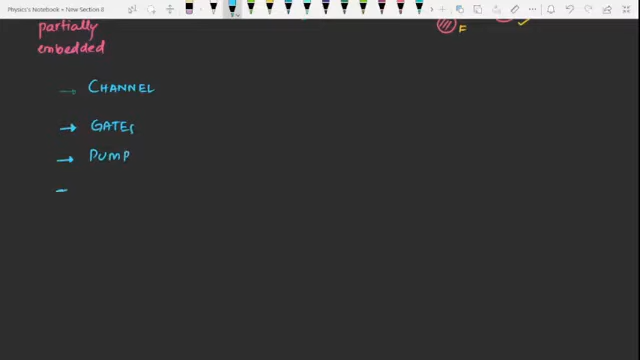 Physics's Notebook • New Section 8
partially
embedded
F
→ CHANNEL
→ GATES
→ PUMP